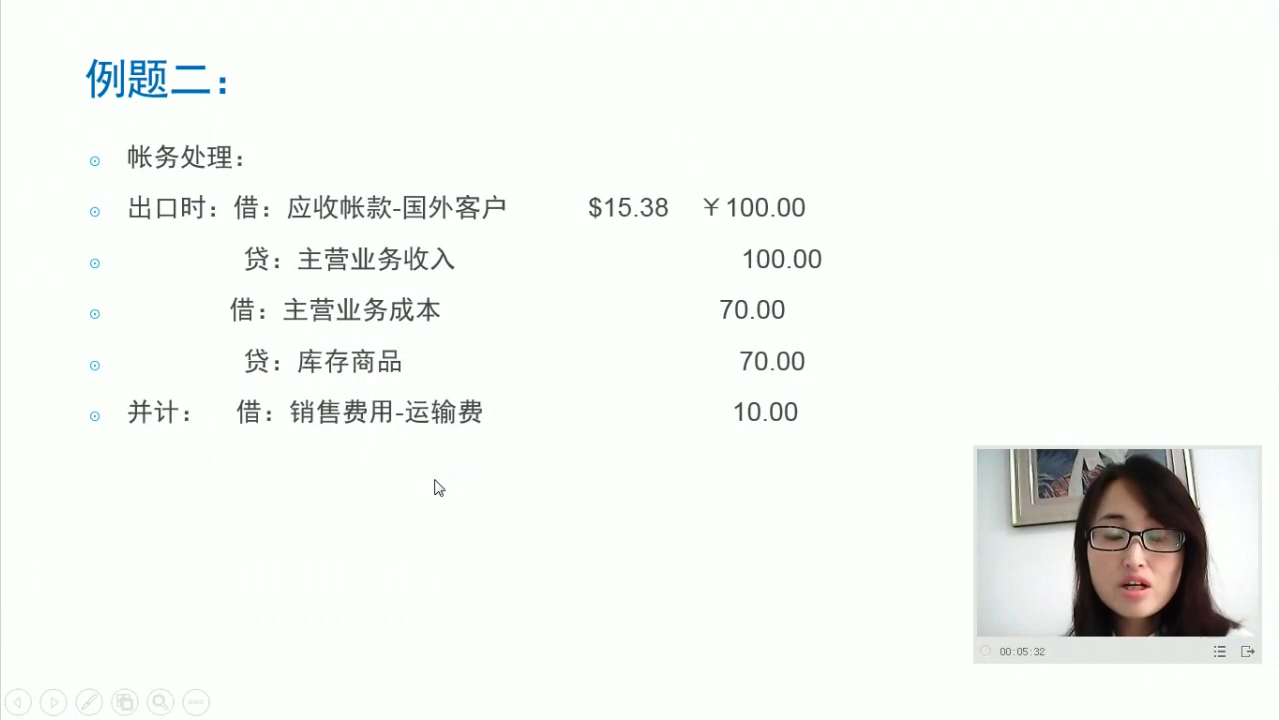 例题二：
帐务处理：
出口时：借：应收帐款-国外客户 $15.38 ￥100.00
贷：主营业务收入 100.00
借：主营业务成本 70.00
贷：库存商品 70.00
并计： 借：销售费用-运输费 10.00
00:05:32